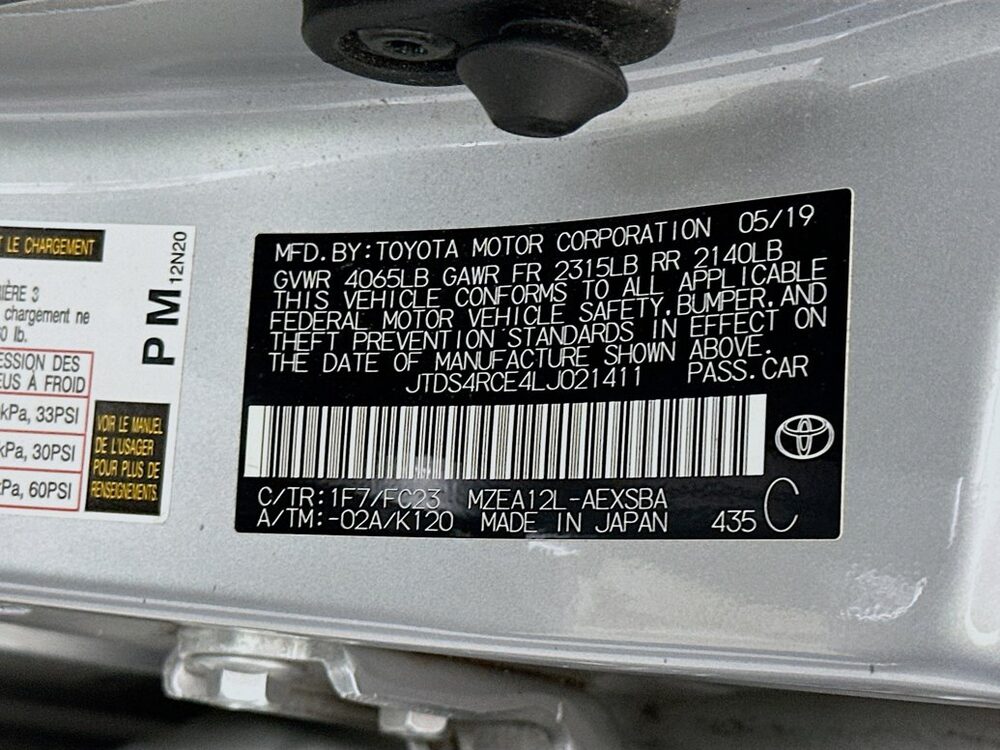 T LE CHARGEMENT
IÈRE 3
chargement ne
0 lb.
ESSION DES
EUS À FROID
kPa, 33PSI
kPa, 30PSI
kPa, 60PSI
PM 12N20
VOIR LE MANUEL
DE L'USAGER
POUR PLUS DE
RENSEIGNEMENTS.
MFD. BY: TOYOTA MOTOR CORPORATION 05/19
GVWR 4065LB GAWR FR 2315LB RR 2140LB
THIS VEHICLE CONFORMS TO ALL APPLICABLE
FEDERAL MOTOR VEHICLE SAFETY, BUMPER, AND
THEFT PREVENTION STANDARDS IN EFFECT ON
THE DATE OF MANUFACTURE SHOWN ABOVE.
JTDS4RCE4LJ021411 PASS.CAR
C/TR: 1F7/FC23 MZEA12L-AEXSBA
A/TM: -02A/K120 MADE IN JAPAN 435 C